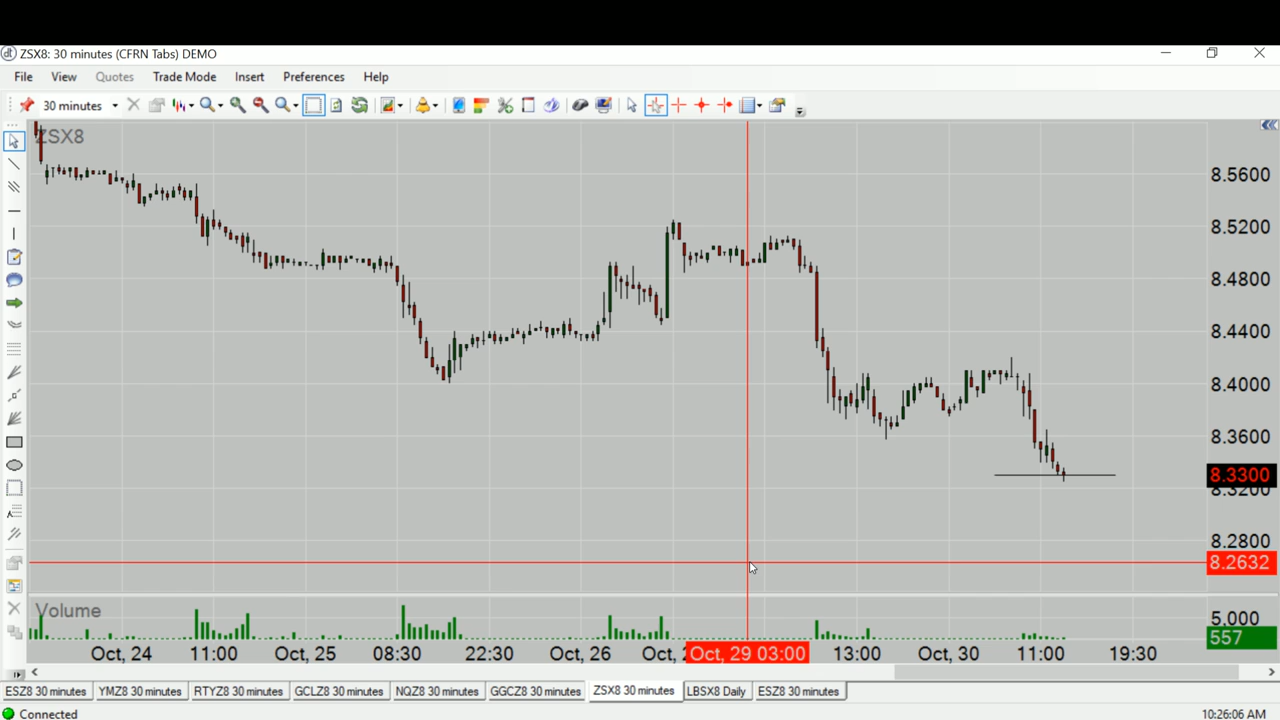 ZSX8: 30 minutes (CFRN Tabs) DEMO
File View Quotes Trade Mode Insert Preferences Help
30 minutes
ZSX8
8.5600
8.5200
8.4800
8.4400
8.4000
8.3600
8.3300
8.3200
8.2800
8.2632
Volume
5,000
557
Oct, 24 11:00 Oct, 25 08:30 22:30 Oct, 26 Oct, 2 Oct, 29 03:00 13:00 Oct, 30 11:00 19:30
ESZ8 30 minutes YMZ8 30 minutes RTYZ8 30 minutes GCLZ8 30 minutes NQZ8 30 minutes GGCZ8 30 minutes ZSX8 30 minutes LBSX8 Daily ESZ8 30 minutes
Connected 10:26:06 AM